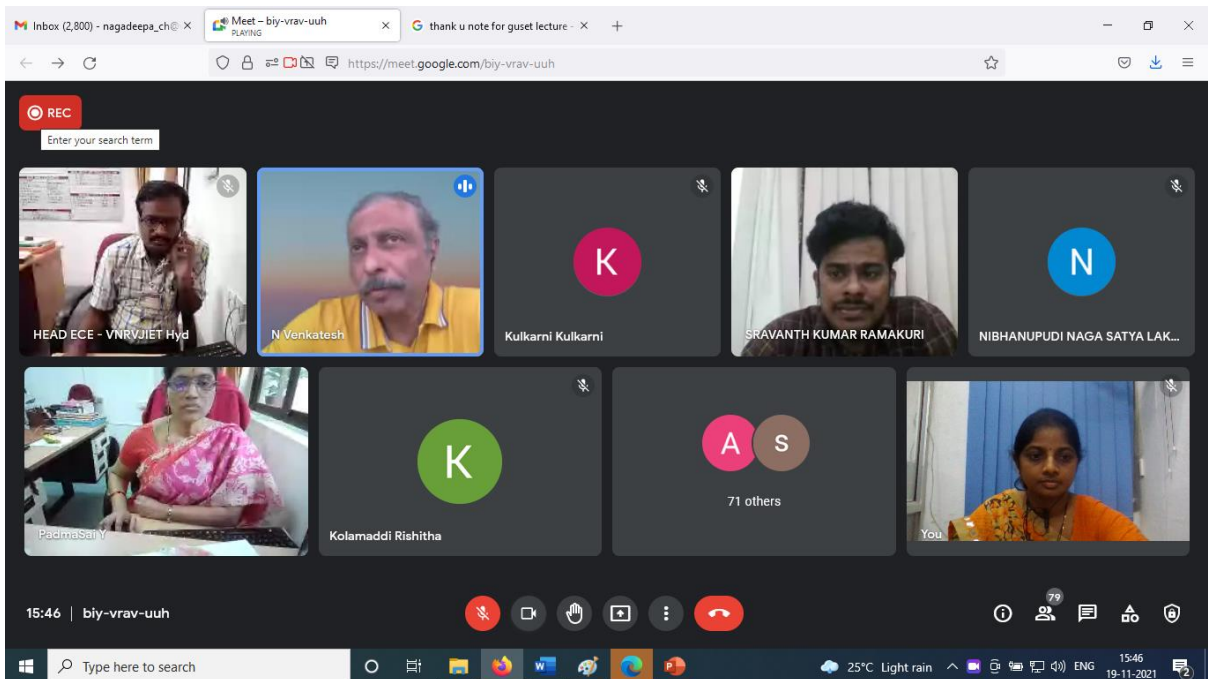 Inbox (2,800) - nagadeepa_ch@
Meet – biy-vrav-uuh
PLAYING
thank u note for guset lecture -
https://meet.google.com/biy-vrav-uuh
REC
Enter your search term
HEAD ECE - VNRVJIET Hyd
N Venkatesh
K
Kulkarni Kulkarni
SRAVANTH KUMAR RAMAKURI
N
NIBHANUPUDI NAGA SATYA LAK...
PadmaSai Y
K
Kolamaddi Rishitha
A S
71 others
You
15:46 | biy-vrav-uuh
79
Type here to search
25°C Light rain
ENG
15:46
19-11-2021
2